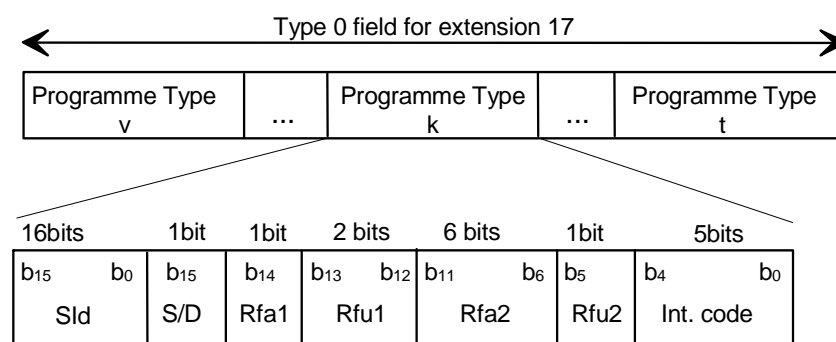 Type 0 field for extension 17
Programme Type v ... Programme Type k ... Programme Type t
16bits 1bit 1bit 2 bits 6 bits 1bit 5bits
b15 b0 b15 b14 b13 b12 b11 b6 b5 b4 b0
SId S/D Rfa1 Rfu1 Rfa2 Rfu2 Int. code